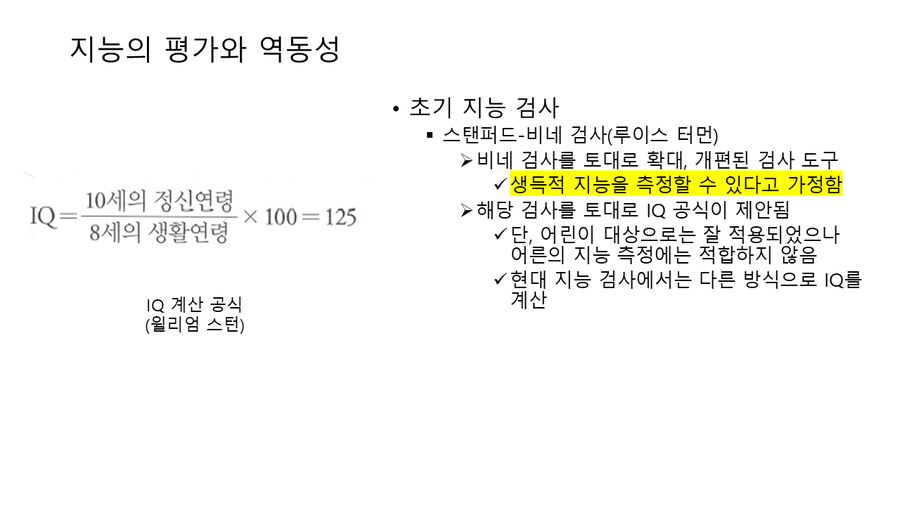 지능의 평가와 역동성
• 초기 지능 검사
▪ 스탠퍼드-비네 검사(루이스 터먼)
➢비네 검사를 토대로 확대, 개편된 검사 도구
✓생득적 지능을 측정할 수 있다고 가정함
➢해당 검사를 토대로 IQ 공식이 제안됨
✓단, 어린이 대상으로는 잘 적용되었으나
어른의 지능 측정에는 적합하지 않음
✓현대 지능 검사에서는 다른 방식으로 IQ를
계산
10세의 정신연령
IQ = ──────── × 100 = 125
8세의 생활연령
IQ 계산 공식
(윌리엄 스턴)